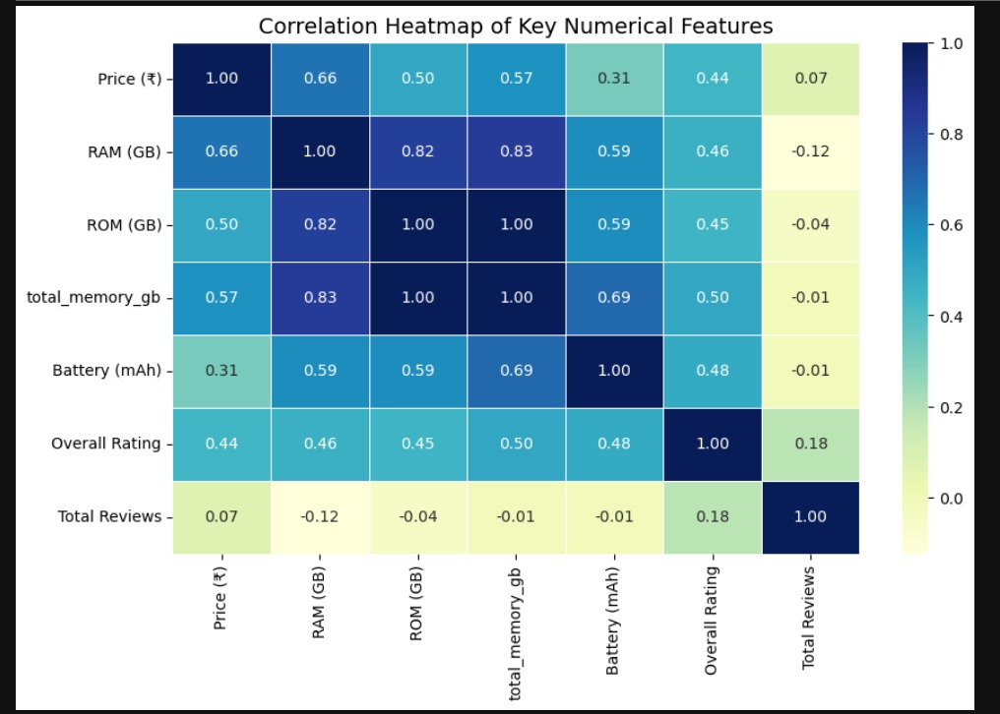 Correlation Heatmap of Key Numerical Features
Price (₹) 1.00 0.66 0.50 0.57 0.31 0.44 0.07
RAM (GB) 0.66 1.00 0.82 0.83 0.59 0.46 -0.12
ROM (GB) 0.50 0.82 1.00 1.00 0.59 0.45 -0.04
total_memory_gb 0.57 0.83 1.00 1.00 0.69 0.50 -0.01
Battery (mAh) 0.31 0.59 0.59 0.69 1.00 0.48 -0.01
Overall Rating 0.44 0.46 0.45 0.50 0.48 1.00 0.18
Total Reviews 0.07 -0.12 -0.04 -0.01 -0.01 0.18 1.00
Price (₹)
RAM (GB)
ROM (GB)
total_memory_gb
Battery (mAh)
Overall Rating
Total Reviews
1.0
0.8
0.6
0.4
0.2
0.0